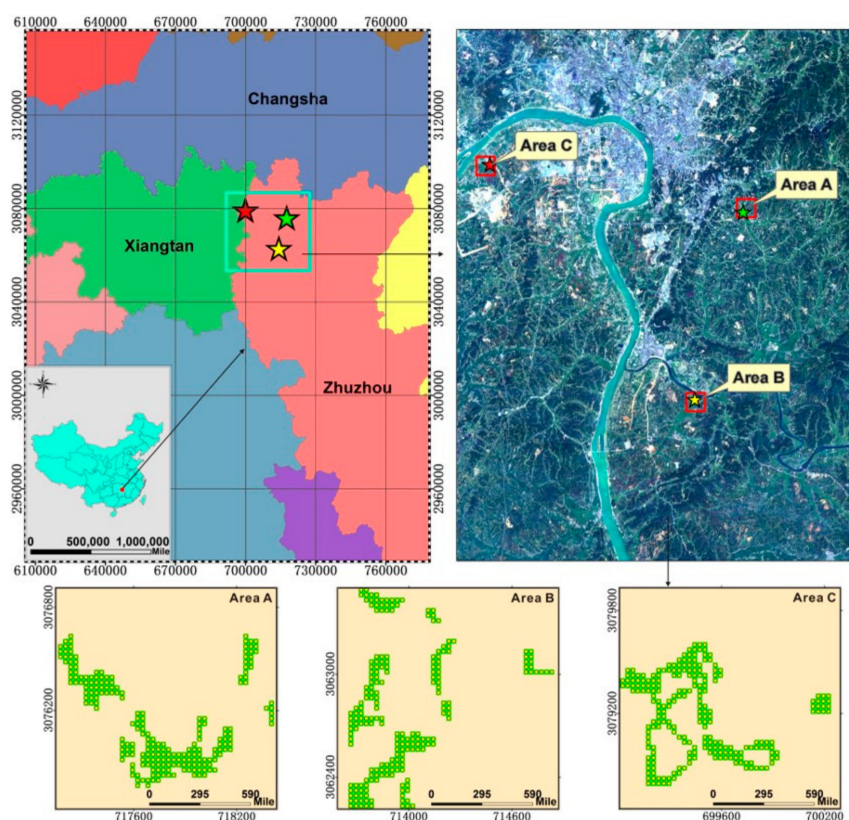 610000 640000 670000 700000 730000 760000
3120000
3080000
3040000
3000000
2960000
Changsha
Xiangtan
Zhuzhou
0 500,000 1,000,000
Mile
3120000
3080000
3040000
3000000
2960000
610000 640000 670000 700000 730000 760000
Area C
Area A
Area B
3076800
3076200
Area A
0 295 590
Mile
717600 718200
3063000
3062400
Area B
0 295 590
Mile
714000 714600
3079800
3079200
Area C
0 295 590
Mile
699600 700200